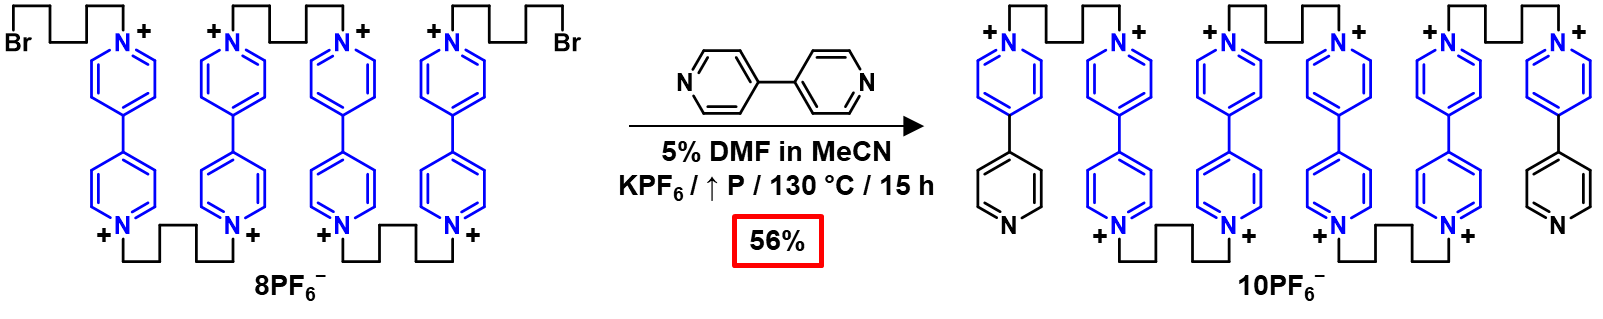 Br N + + N N + + N Br
+ N N + + N N +
8PF₆⁻
N N
5% DMF in MeCN
KPF₆ / ↑ P / 130 °C / 15 h
56%
+ N N + + N N + + N N +
N + N N + + N N + N
10PF₆⁻